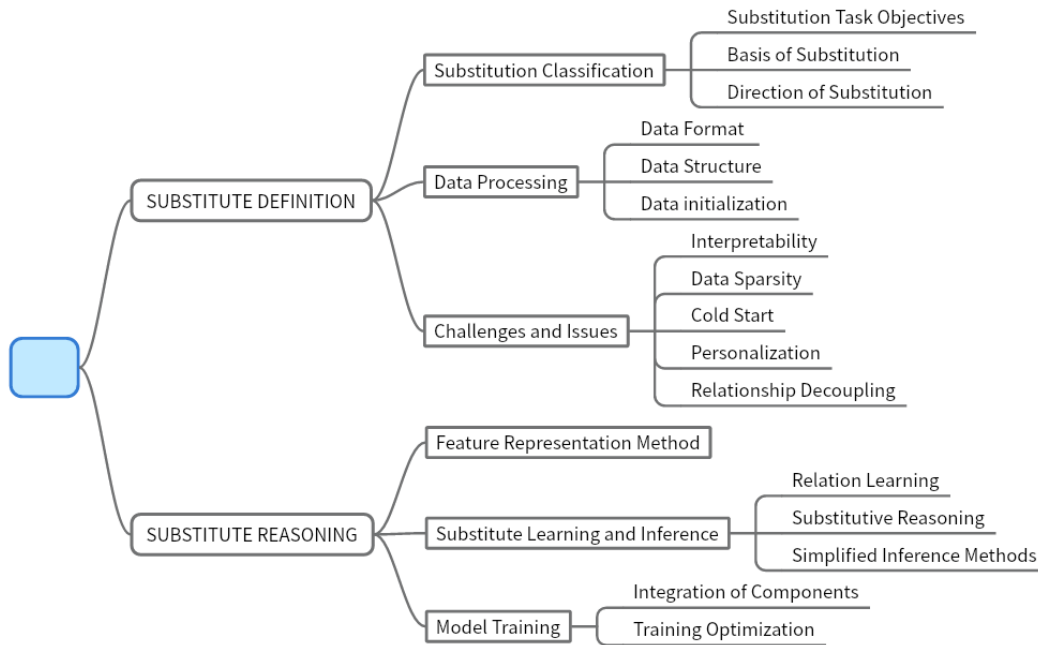 Substitution Task Objectives
Substitution Classification
Basis of Substitution
Direction of Substitution
Data Format
SUBSTITUTE DEFINITION
Data Processing
Data Structure
Data initialization
Interpretability
Data Sparsity
Challenges and Issues
Cold Start
Personalization
Relationship Decoupling
Feature Representation Method
Relation Learning
SUBSTITUTE REASONING
Substitute Learning and Inference
Substitutive Reasoning
Simplified Inference Methods
Integration of Components
Model Training
Training Optimization